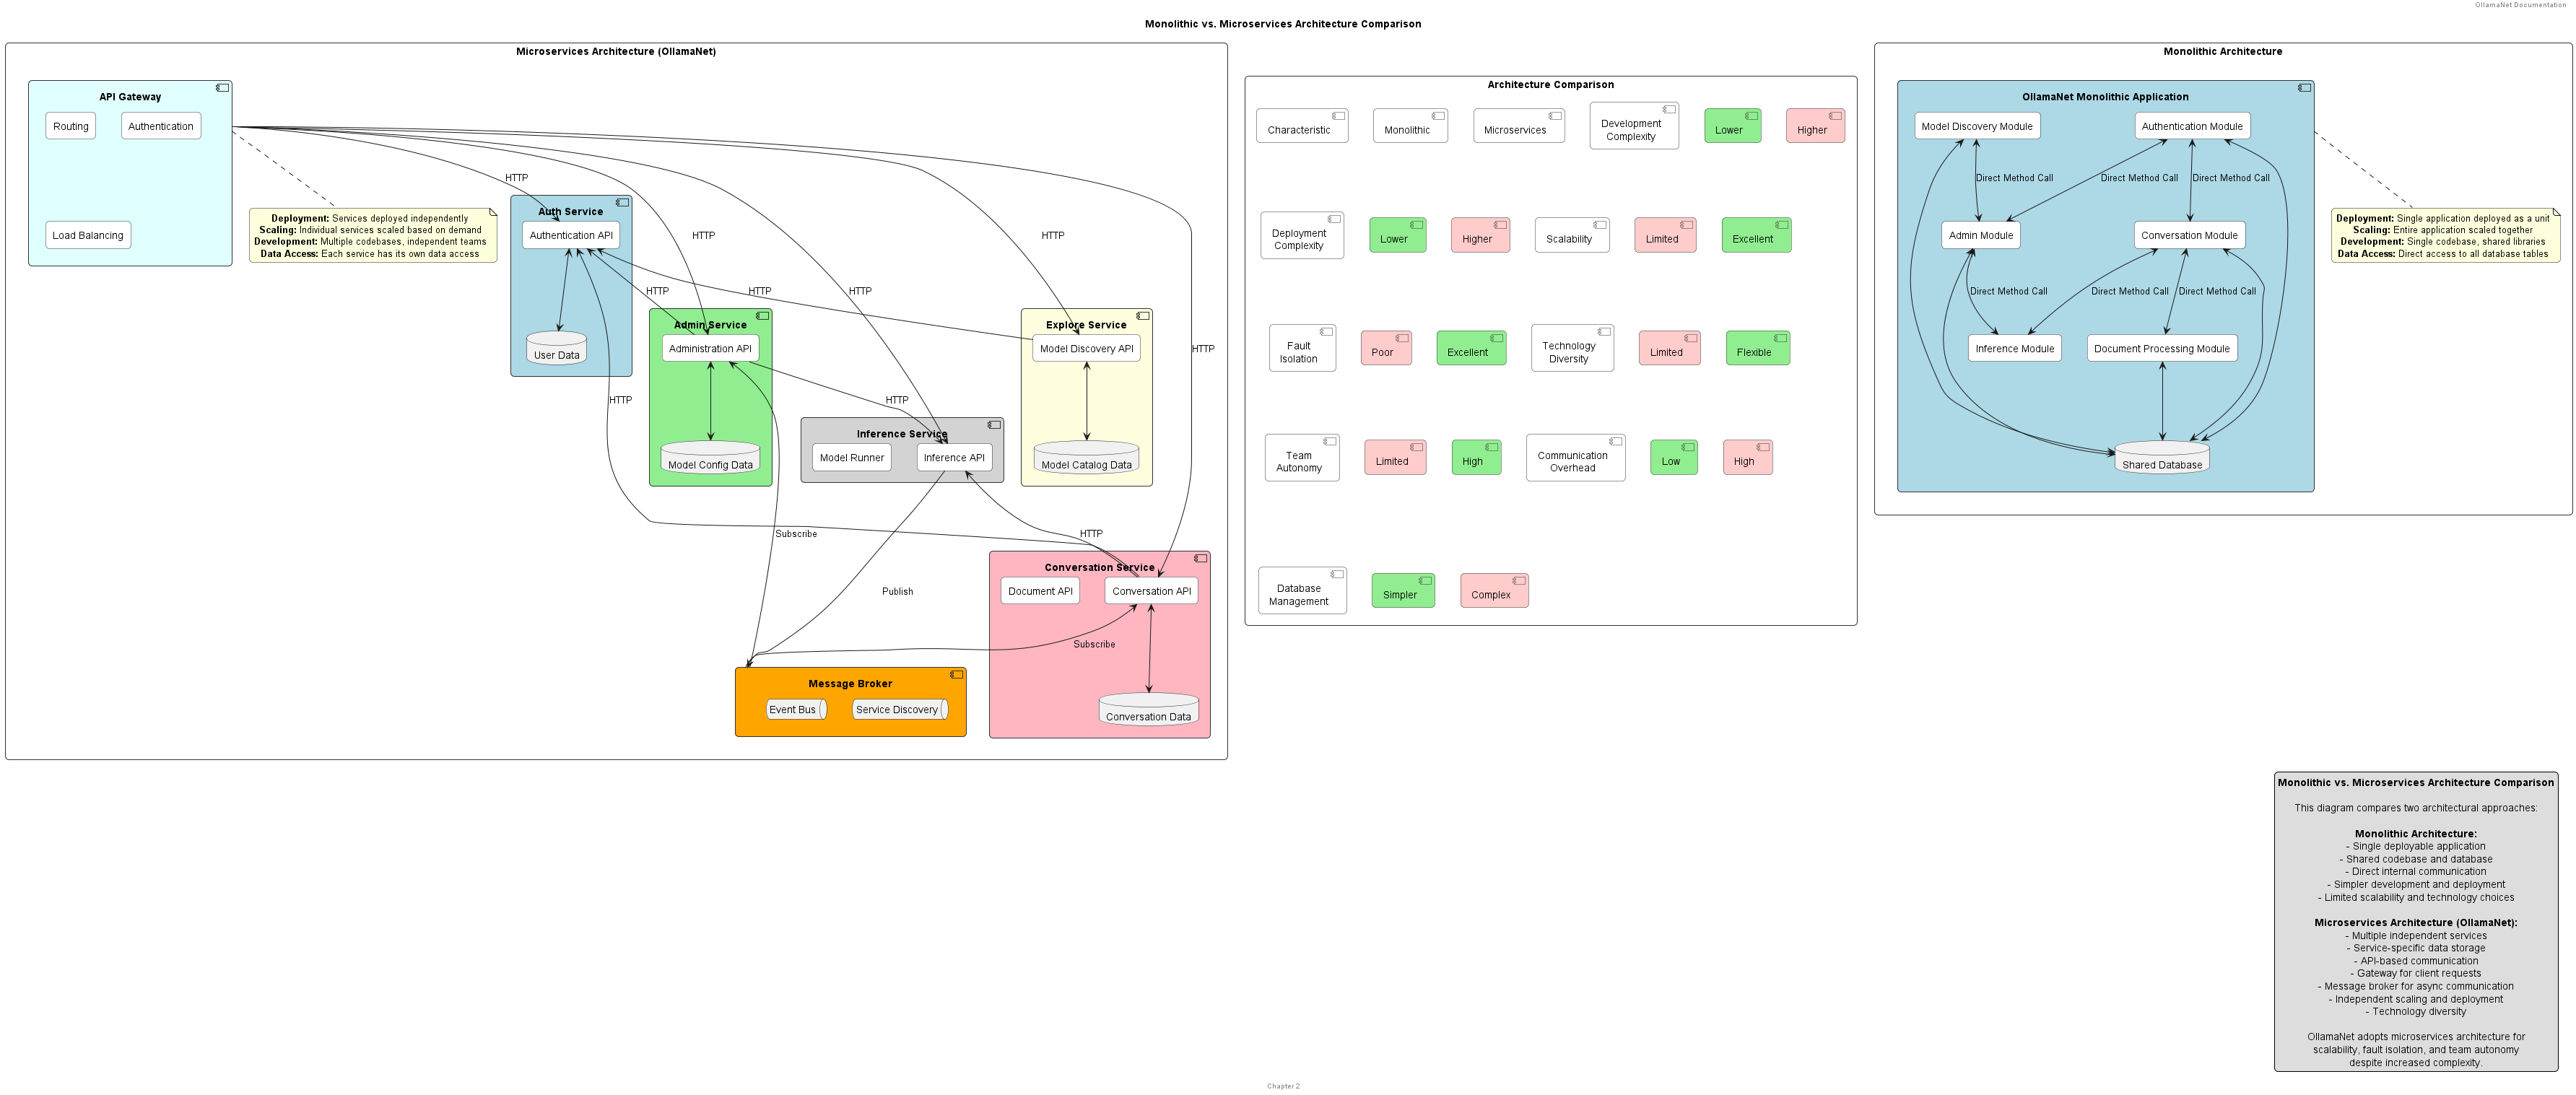 OllamaNet Documentation
Monolithic vs. Microservices Architecture Comparison
Microservices Architecture (OllamaNet)
API Gateway
Routing
Authentication
Load Balancing
Deployment: Services deployed independently
Scaling: Individual services scaled based on demand
Development: Multiple codebases, independent teams
Data Access: Each service has its own data access
HTTP
HTTP
HTTP
HTTP
HTTP
Auth Service
Authentication API
User Data
HTTP
HTTP
HTTP
Admin Service
Administration API
Model Config Data
HTTP
Explore Service
Model Discovery API
Model Catalog Data
Inference Service
Model Runner
Inference API
Subscribe
HTTP
Publish
Conversation Service
Document API
Conversation API
Subscribe
Conversation Data
Message Broker
Event Bus
Service Discovery
Architecture Comparison
Characteristic
Monolithic
Microservices
Development
Complexity
Lower
Higher
Deployment
Complexity
Lower
Higher
Scalability
Limited
Excellent
Fault
Isolation
Poor
Excellent
Technology
Diversity
Limited
Flexible
Team
Autonomy
Limited
High
Communication
Overhead
Low
High
Database
Management
Simpler
Complex
Monolithic Architecture
OllamaNet Monolithic Application
Model Discovery Module
Authentication Module
Direct Method Call
Direct Method Call
Direct Method Call
Admin Module
Conversation Module
Direct Method Call
Direct Method Call
Direct Method Call
Inference Module
Document Processing Module
Shared Database
Deployment: Single application deployed as a unit
Scaling: Entire application scaled together
Development: Single codebase, shared libraries
Data Access: Direct access to all database tables
Monolithic vs. Microservices Architecture Comparison
This diagram compares two architectural approaches:
Monolithic Architecture:
- Single deployable application
- Shared codebase and database
- Direct internal communication
- Simpler development and deployment
- Limited scalability and technology choices
Microservices Architecture (OllamaNet):
- Multiple independent services
- Service-specific data storage
- API-based communication
- Gateway for client requests
- Message broker for async communication
- Independent scaling and deployment
- Technology diversity
OllamaNet adopts microservices architecture for
scalability, fault isolation, and team autonomy
despite increased complexity.
Chapter 2